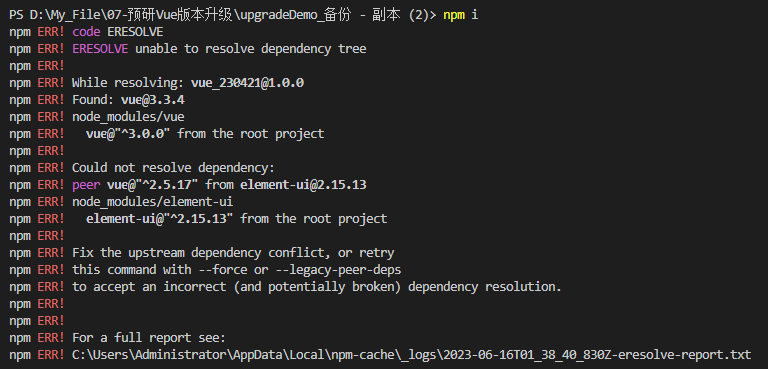 PS D:\My_File\07-预研Vue版本升级\upgradeDemo_备份 - 副本 (2)> npm i
npm ERR! code ERESOLVE
npm ERR! ERESOLVE unable to resolve dependency tree
npm ERR!
npm ERR! While resolving: vue_230421@1.0.0
npm ERR! Found: vue@3.3.4
npm ERR! node_modules/vue
npm ERR!   vue@"^3.0.0" from the root project
npm ERR!
npm ERR! Could not resolve dependency:
npm ERR! peer vue@"^2.5.17" from element-ui@2.15.13
npm ERR! node_modules/element-ui
npm ERR!   element-ui@"^2.15.13" from the root project
npm ERR!
npm ERR! Fix the upstream dependency conflict, or retry
npm ERR! this command with --force or --legacy-peer-deps
npm ERR! to accept an incorrect (and potentially broken) dependency resolution.
npm ERR!
npm ERR!
npm ERR! For a full report see:
npm ERR! C:\Users\Administrator\AppData\Local\npm-cache\_logs\2023-06-16T01_38_40_830Z-eresolve-report.txt